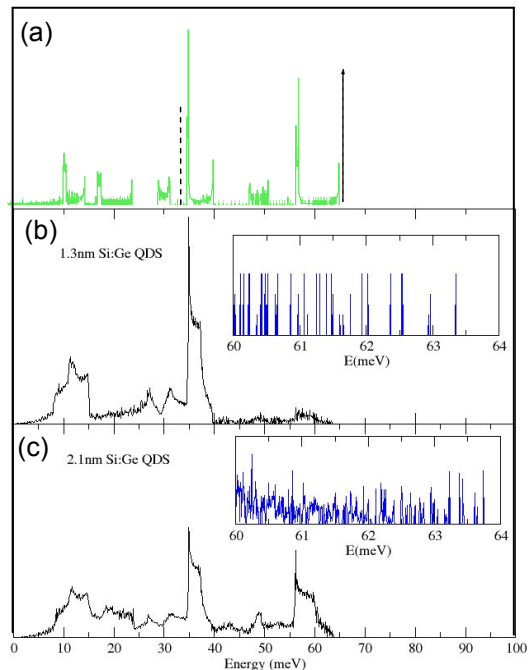 (a)
(b)
1.3nm Si:Ge QDS
60 61 62 63 64
E(meV)
(c)
2.1nm Si:Ge QDS
60 61 62 63 64
E(meV)
0 10 20 30 40 50 60 70 80 90 100
Energy (meV)